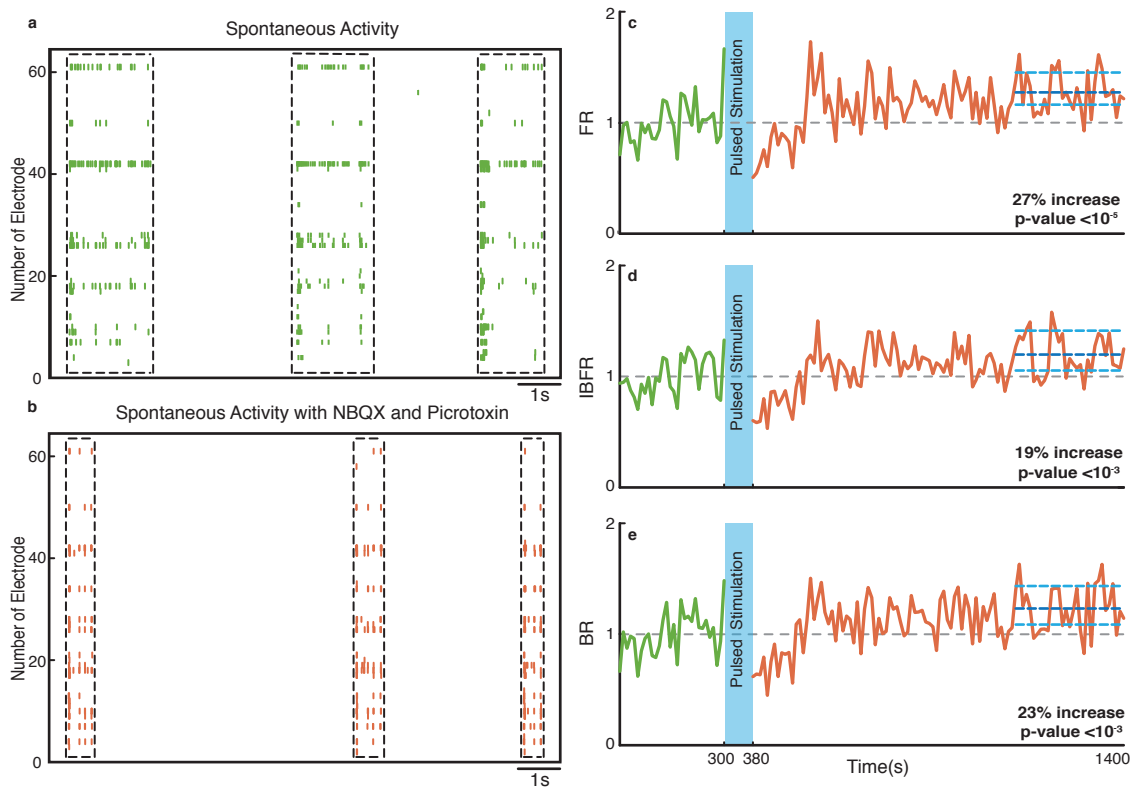 a
Spontaneous Activity
60
40
20
0
Number of Electrode
1s
b
Spontaneous Activity with NBQX and Picrotoxin
60
40
20
0
Number of Electrode
1s
c
2
1
0
FR
Pulsed Stimulation
27% increase
p-value <10-5
d
2
1
0
IBFR
Pulsed Stimulation
19% increase
p-value <10-3
e
2
1
0
BR
Pulsed Stimulation
23% increase
p-value <10-3
300 380 1400
Time(s)